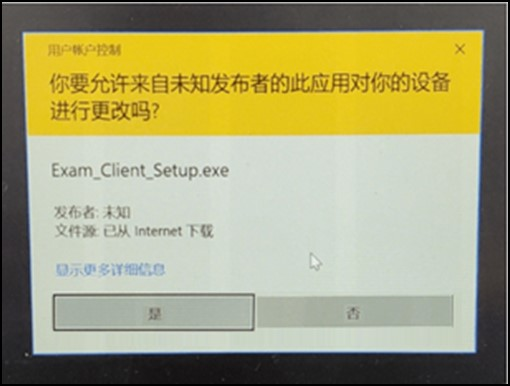 用户帐户控制
你要允许来自未知发布者的此应用对你的设备
进行更改吗?
Exam_Client_Setup.exe
发布者: 未知
文件源: 已从 Internet 下载
显示更多详细信息
是
否